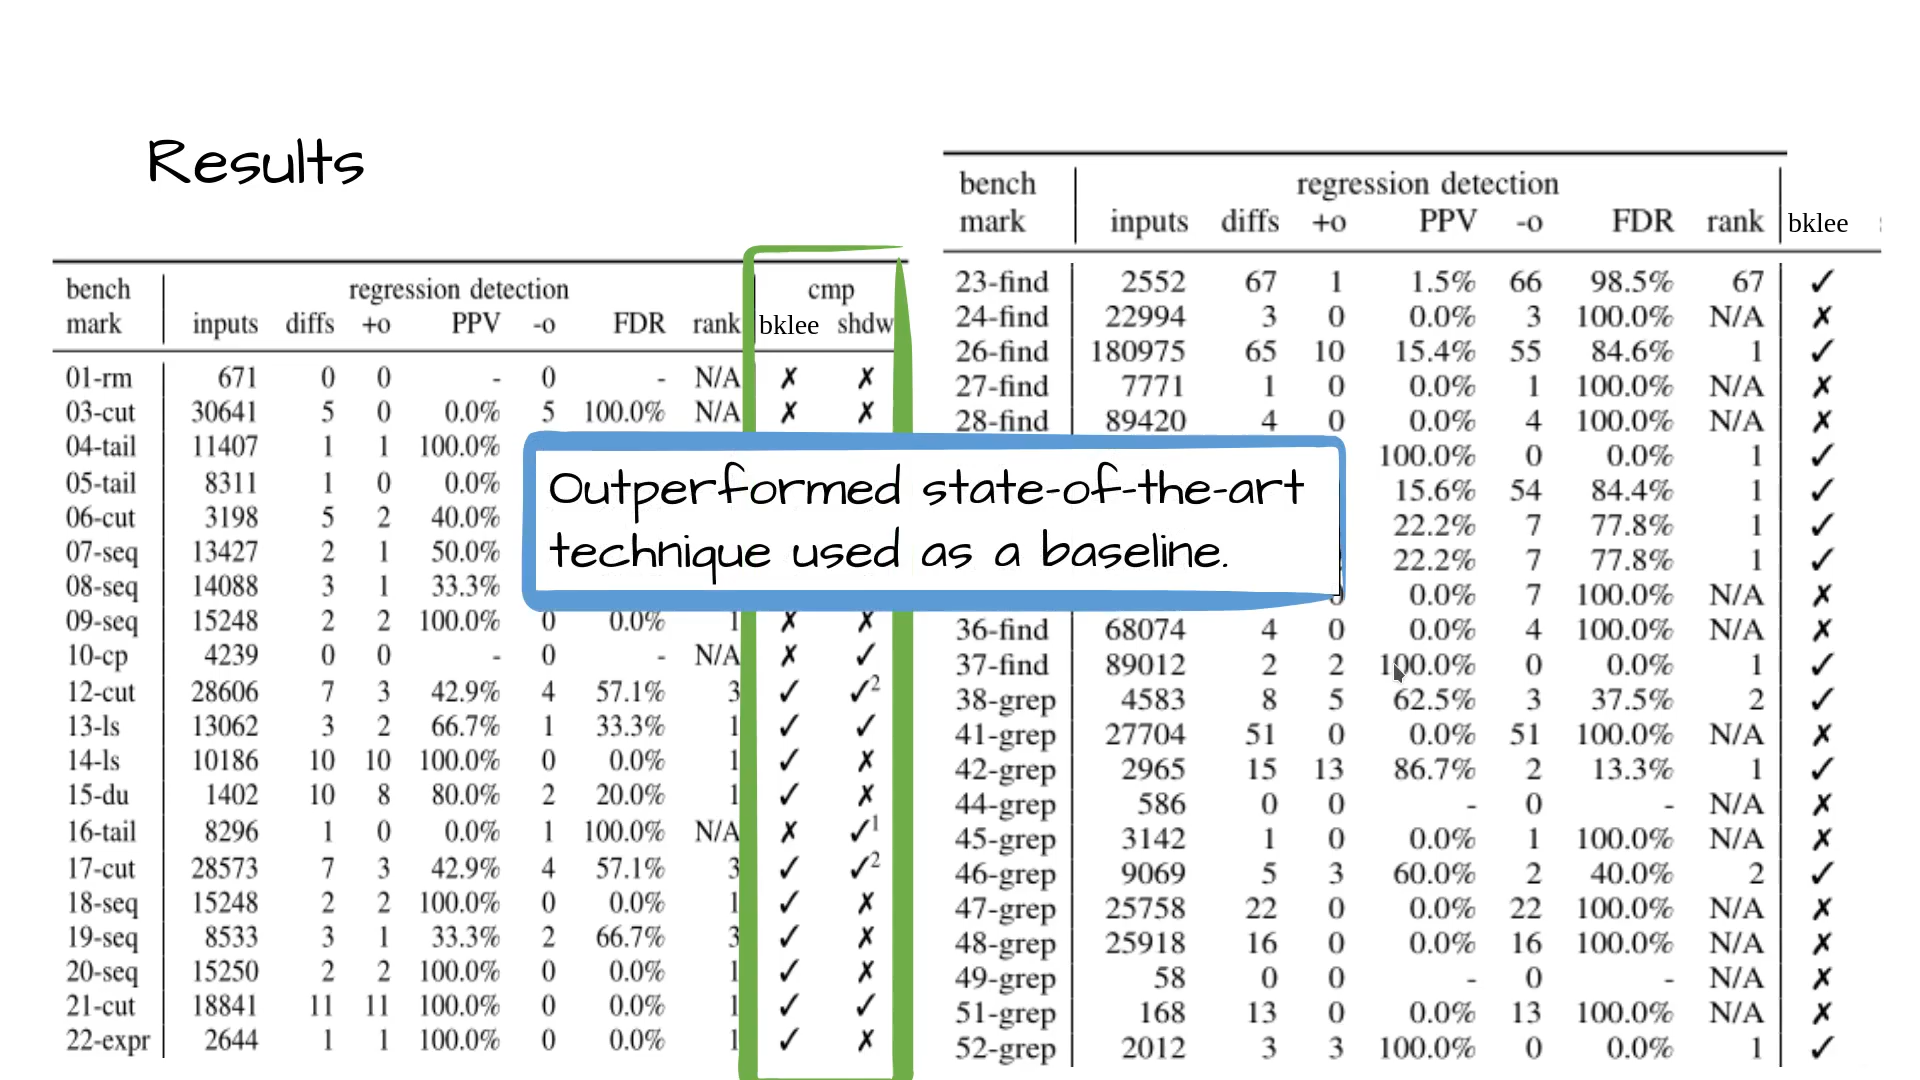 Results
bench regression detection cmp
mark inputs diffs +o PPV -o FDR rank bklee shdw
01-rm 671 0 0 - 0 - N/A ✗ ✗
03-cut 30641 5 0 0.0% 5 100.0% N/A ✗ ✗
04-tail 11407 1 1 100.0%
05-tail 8311 1 0 0.0%
06-cut 3198 5 2 40.0%
07-seq 13427 2 1 50.0%
08-seq 14088 3 1 33.3%
09-seq 15248 2 2 100.0% 0 0.0% 1 ✗ ✗
10-cp 4239 0 0 - 0 - N/A ✗ ✓
12-cut 28606 7 3 42.9% 4 57.1% 3 ✓ ✓2
13-ls 13062 3 2 66.7% 1 33.3% 1 ✓ ✓
14-ls 10186 10 10 100.0% 0 0.0% 1 ✓ ✗
15-du 1402 10 8 80.0% 2 20.0% 1 ✓ ✗
16-tail 8296 1 0 0.0% 1 100.0% N/A ✗ ✓1
17-cut 28573 7 3 42.9% 4 57.1% 3 ✓ ✓2
18-seq 15248 2 2 100.0% 0 0.0% 1 ✓ ✗
19-seq 8533 3 1 33.3% 2 66.7% 3 ✓ ✗
20-seq 15250 2 2 100.0% 0 0.0% 1 ✓ ✗
21-cut 18841 11 11 100.0% 0 0.0% 1 ✓ ✓
22-expr 2644 1 1 100.0% 0 0.0% 1 ✓ ✗
Outperformed state-of-the-art
technique used as a baseline.
bench regression detection
mark inputs diffs +o PPV -o FDR rank bklee
23-find 2552 67 1 1.5% 66 98.5% 67 ✓
24-find 22994 3 0 0.0% 3 100.0% N/A ✗
26-find 180975 65 10 15.4% 55 84.6% 1 ✓
27-find 7771 1 0 0.0% 1 100.0% N/A ✗
28-find 89420 4 0 0.0% 4 100.0% N/A ✗
100.0% 0 0.0% 1 ✓
15.6% 54 84.4% 1 ✓
22.2% 7 77.8% 1 ✓
22.2% 7 77.8% 1 ✓
0.0% 7 100.0% N/A ✗
36-find 68074 4 0 0.0% 4 100.0% N/A ✗
37-find 89012 2 2 100.0% 0 0.0% 1 ✓
38-grep 4583 8 5 62.5% 3 37.5% 2 ✓
41-grep 27704 51 0 0.0% 51 100.0% N/A ✗
42-grep 2965 15 13 86.7% 2 13.3% 1 ✓
44-grep 586 0 0 - 0 - N/A ✗
45-grep 3142 1 0 0.0% 1 100.0% N/A ✗
46-grep 9069 5 3 60.0% 2 40.0% 2 ✓
47-grep 25758 22 0 0.0% 22 100.0% N/A ✗
48-grep 25918 16 0 0.0% 16 100.0% N/A ✗
49-grep 58 0 0 - 0 - N/A ✗
51-grep 168 13 0 0.0% 13 100.0% N/A ✗
52-grep 2012 3 3 100.0% 0 0.0% 1 ✓